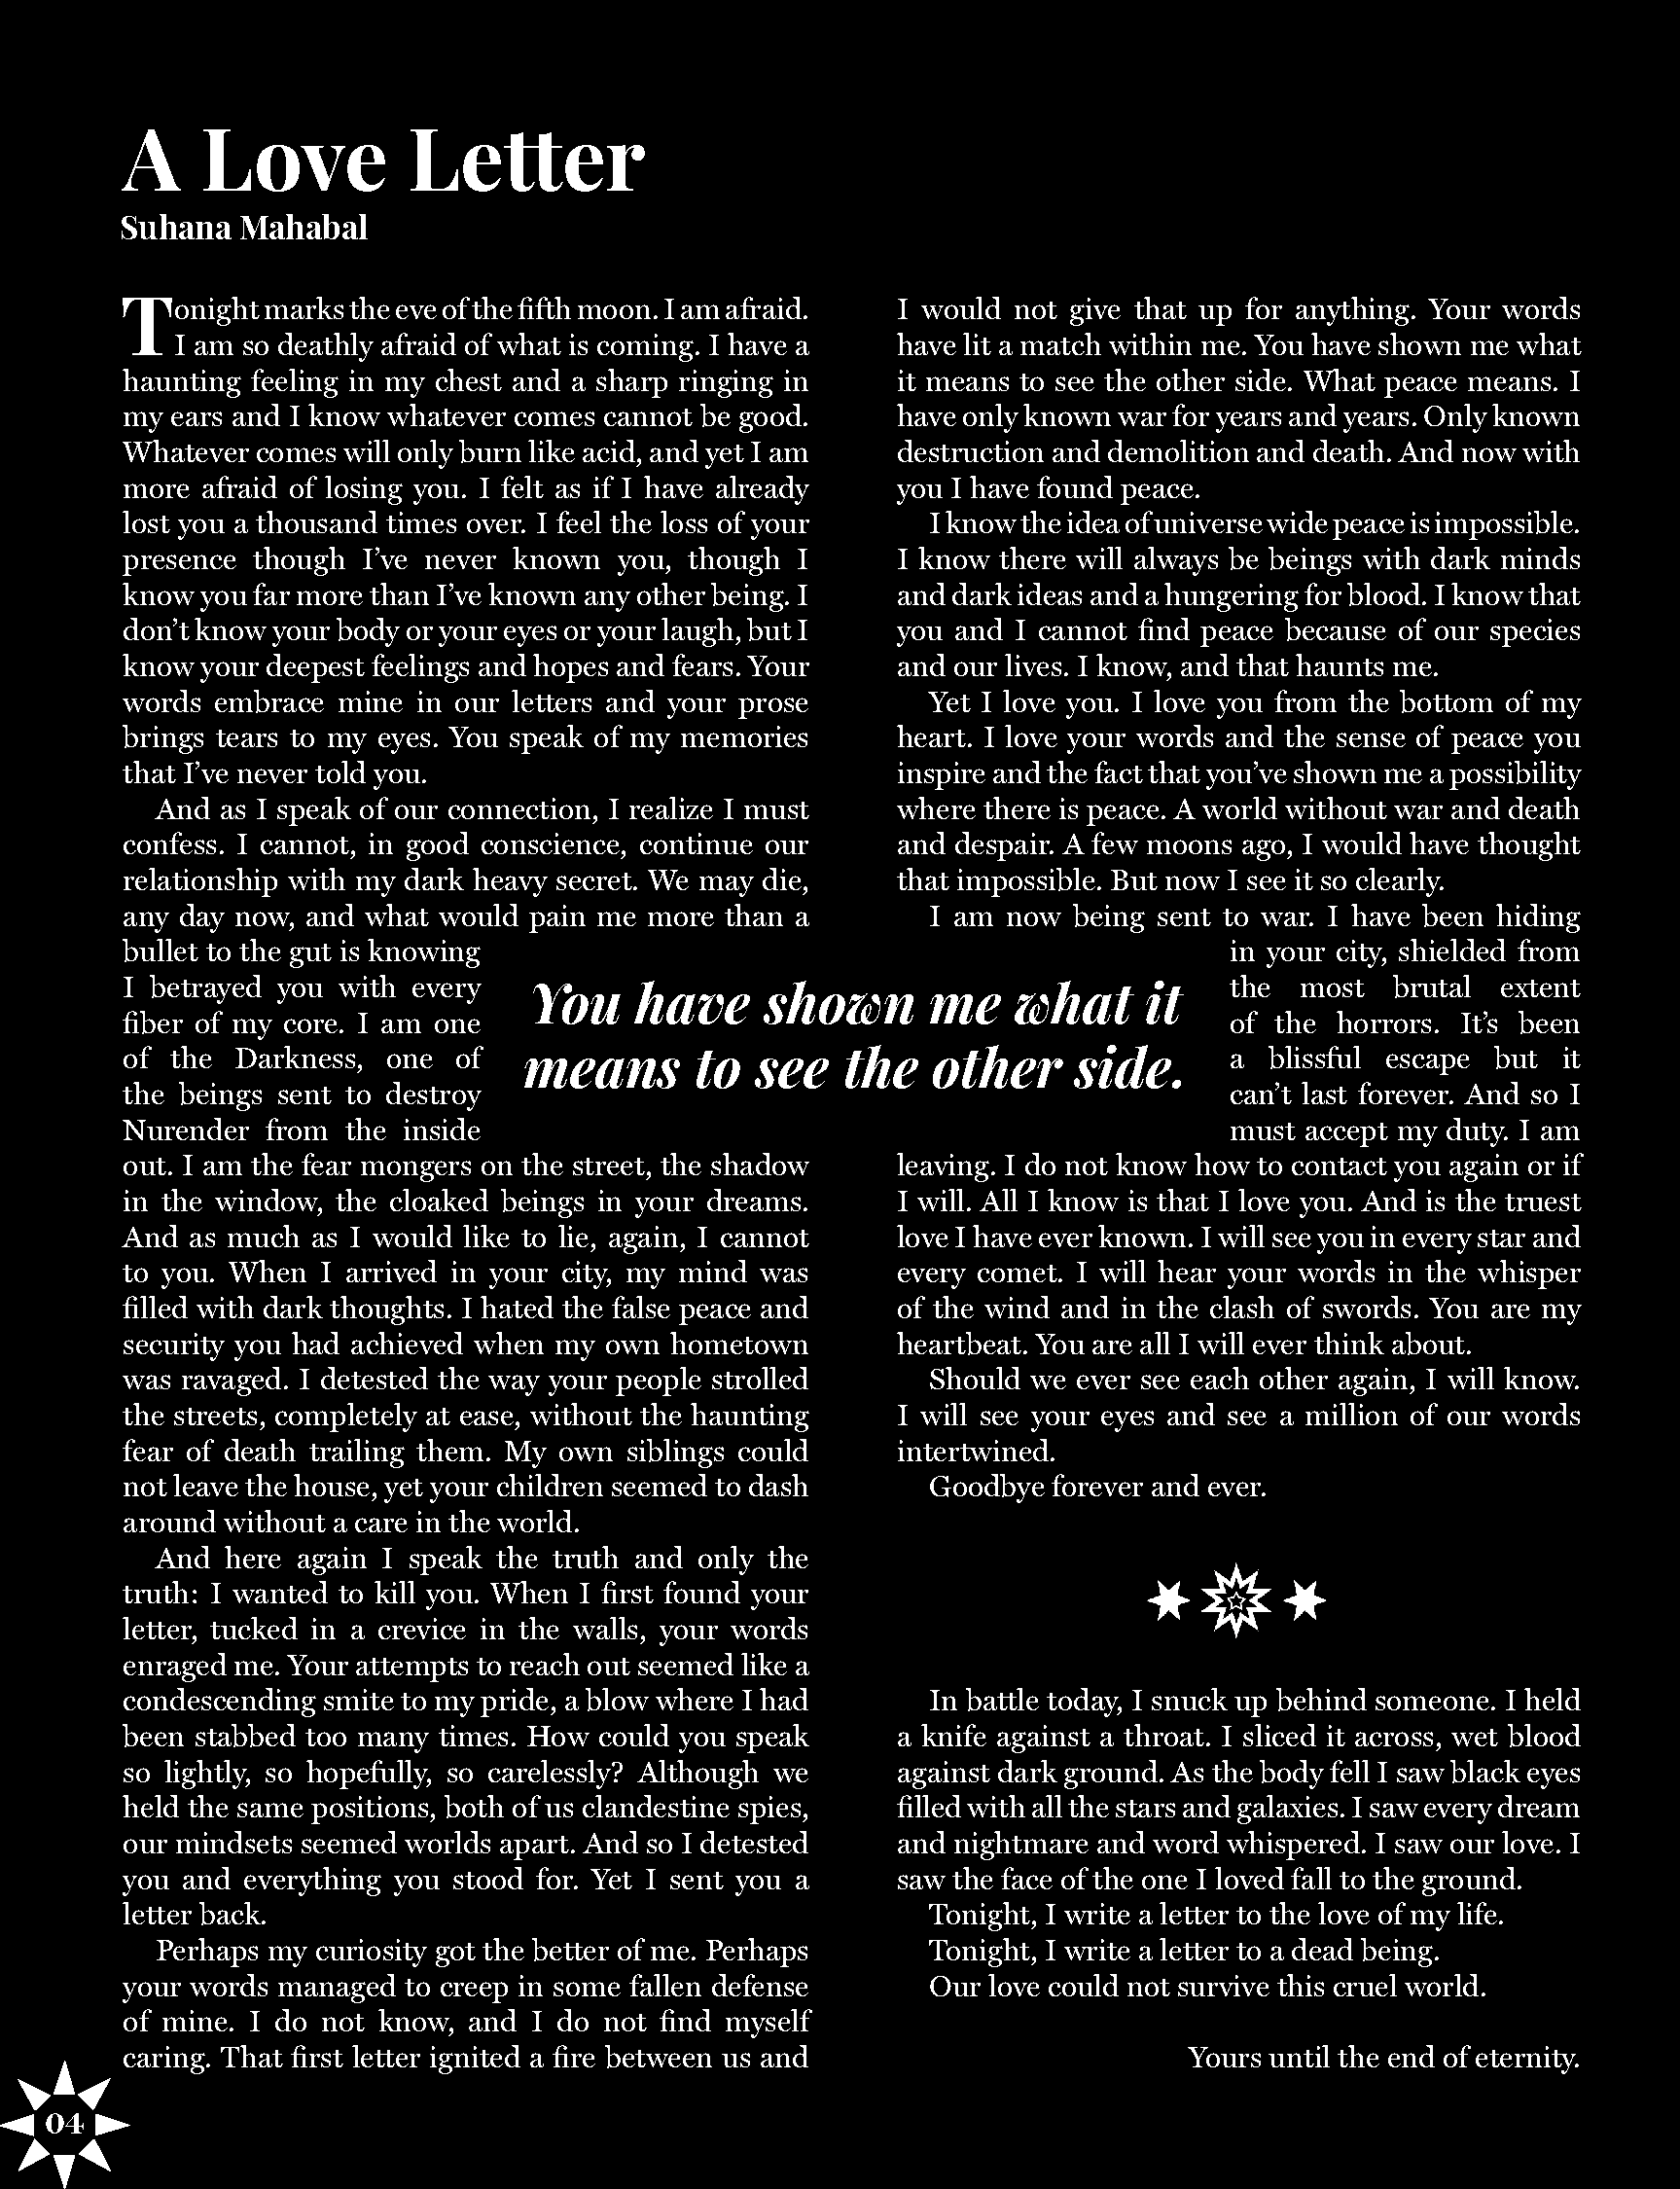 A Love Letter
Suhana Mahabal
Tonight marks the eve of the fifth moon. I am afraid.
I am so deathly afraid of what is coming. I have a
haunting feeling in my chest and a sharp ringing in
my ears and I know whatever comes cannot be good.
Whatever comes will only burn like acid, and yet I am
more afraid of losing you. I felt as if I have already
lost you a thousand times over. I feel the loss of your
presence though I’ve never known you, though I
know you far more than I’ve known any other being. I
don’t know your body or your eyes or your laugh, but I
know your deepest feelings and hopes and fears. Your
words embrace mine in our letters and your prose
brings tears to my eyes. You speak of my memories
that I’ve never told you.
And as I speak of our connection, I realize I must
confess. I cannot, in good conscience, continue our
relationship with my dark heavy secret. We may die,
any day now, and what would pain me more than a
bullet to the gut is knowing
I betrayed you with every
fiber of my core. I am one
of the Darkness, one of
the beings sent to destroy
Nurender from the inside
out. I am the fear mongers on the street, the shadow
in the window, the cloaked beings in your dreams.
And as much as I would like to lie, again, I cannot
to you. When I arrived in your city, my mind was
filled with dark thoughts. I hated the false peace and
security you had achieved when my own hometown
was ravaged. I detested the way your people strolled
the streets, completely at ease, without the haunting
fear of death trailing them. My own siblings could
not leave the house, yet your children seemed to dash
around without a care in the world.
And here again I speak the truth and only the
truth: I wanted to kill you. When I first found your
letter, tucked in a crevice in the walls, your words
enraged me. Your attempts to reach out seemed like a
condescending smite to my pride, a blow where I had
been stabbed too many times. How could you speak
so lightly, so hopefully, so carelessly? Although we
held the same positions, both of us clandestine spies,
our mindsets seemed worlds apart. And so I detested
you and everything you stood for. Yet I sent you a
letter back.
Perhaps my curiosity got the better of me. Perhaps
your words managed to creep in some fallen defense
of mine. I do not know, and I do not find myself
caring. That first letter ignited a fire between us and
I would not give that up for anything. Your words
have lit a match within me. You have shown me what
it means to see the other side. What peace means. I
have only known war for years and years. Only known
destruction and demolition and death. And now with
you I have found peace.
I know the idea of universe wide peace is impossible.
I know there will always be beings with dark minds
and dark ideas and a hungering for blood. I know that
you and I cannot find peace because of our species
and our lives. I know, and that haunts me.
Yet I love you. I love you from the bottom of my
heart. I love your words and the sense of peace you
inspire and the fact that you’ve shown me a possibility
where there is peace. A world without war and death
and despair. A few moons ago, I would have thought
that impossible. But now I see it so clearly.
I am now being sent to war. I have been hiding
in your city, shielded from
the most brutal extent
of the horrors. It’s been
a blissful escape but it
can’t last forever. And so I
must accept my duty. I am
leaving. I do not know how to contact you again or if
I will. All I know is that I love you. And is the truest
love I have ever known. I will see you in every star and
every comet. I will hear your words in the whisper
of the wind and in the clash of swords. You are my
heartbeat. You are all I will ever think about.
Should we ever see each other again, I will know.
I will see your eyes and see a million of our words
intertwined.
Goodbye forever and ever.
In battle today, I snuck up behind someone. I held
a knife against a throat. I sliced it across, wet blood
against dark ground. As the body fell I saw black eyes
filled with all the stars and galaxies. I saw every dream
and nightmare and word whispered. I saw our love. I
saw the face of the one I loved fall to the ground.
Tonight, I write a letter to the love of my life.
Tonight, I write a letter to a dead being.
Our love could not survive this cruel world.
Yours until the end of eternity.
You have shown me what it
means to see the other side.
04